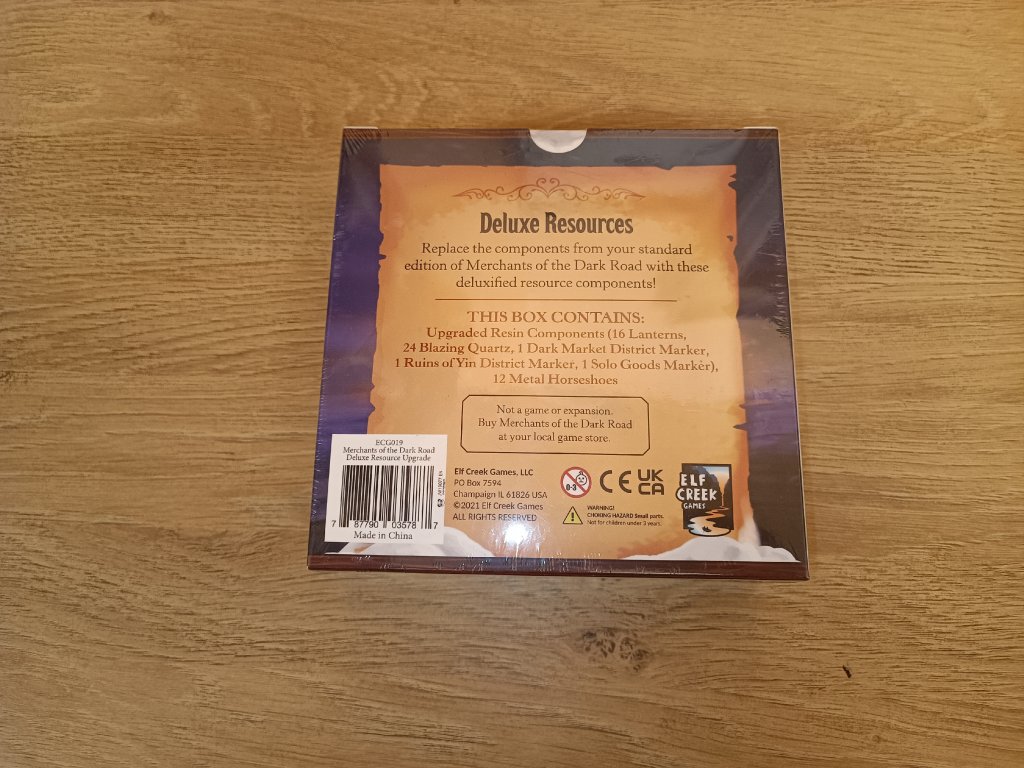 Deluxe Resources
Replace the components from your standard
edition of Merchants of the Dark Road with these
deluxified resource components!
THIS BOX CONTAINS:
Upgraded Resin Components (16 Lanterns,
24 Blazing Quartz, 1 Dark Market District Marker,
1 Ruins of Yin District Marker, 1 Solo Goods Marker),
12 Metal Horseshoes
Not a game or expansion.
Buy Merchants of the Dark Road
at your local game store.
ECG019
Merchants of the Dark Road
Deluxe Resource Upgrade
7 87790 03578 7
Made in China
Elf Creek Games, LLC
PO Box 7594
Champaign IL 61826 USA
©2021 Elf Creek Games
ALL RIGHTS RESERVED
0-3
CE
UK
CA
WARNING!
CHOKING HAZARD Small parts.
Not for children under 3 years.
ELF
CREEK
GAMES